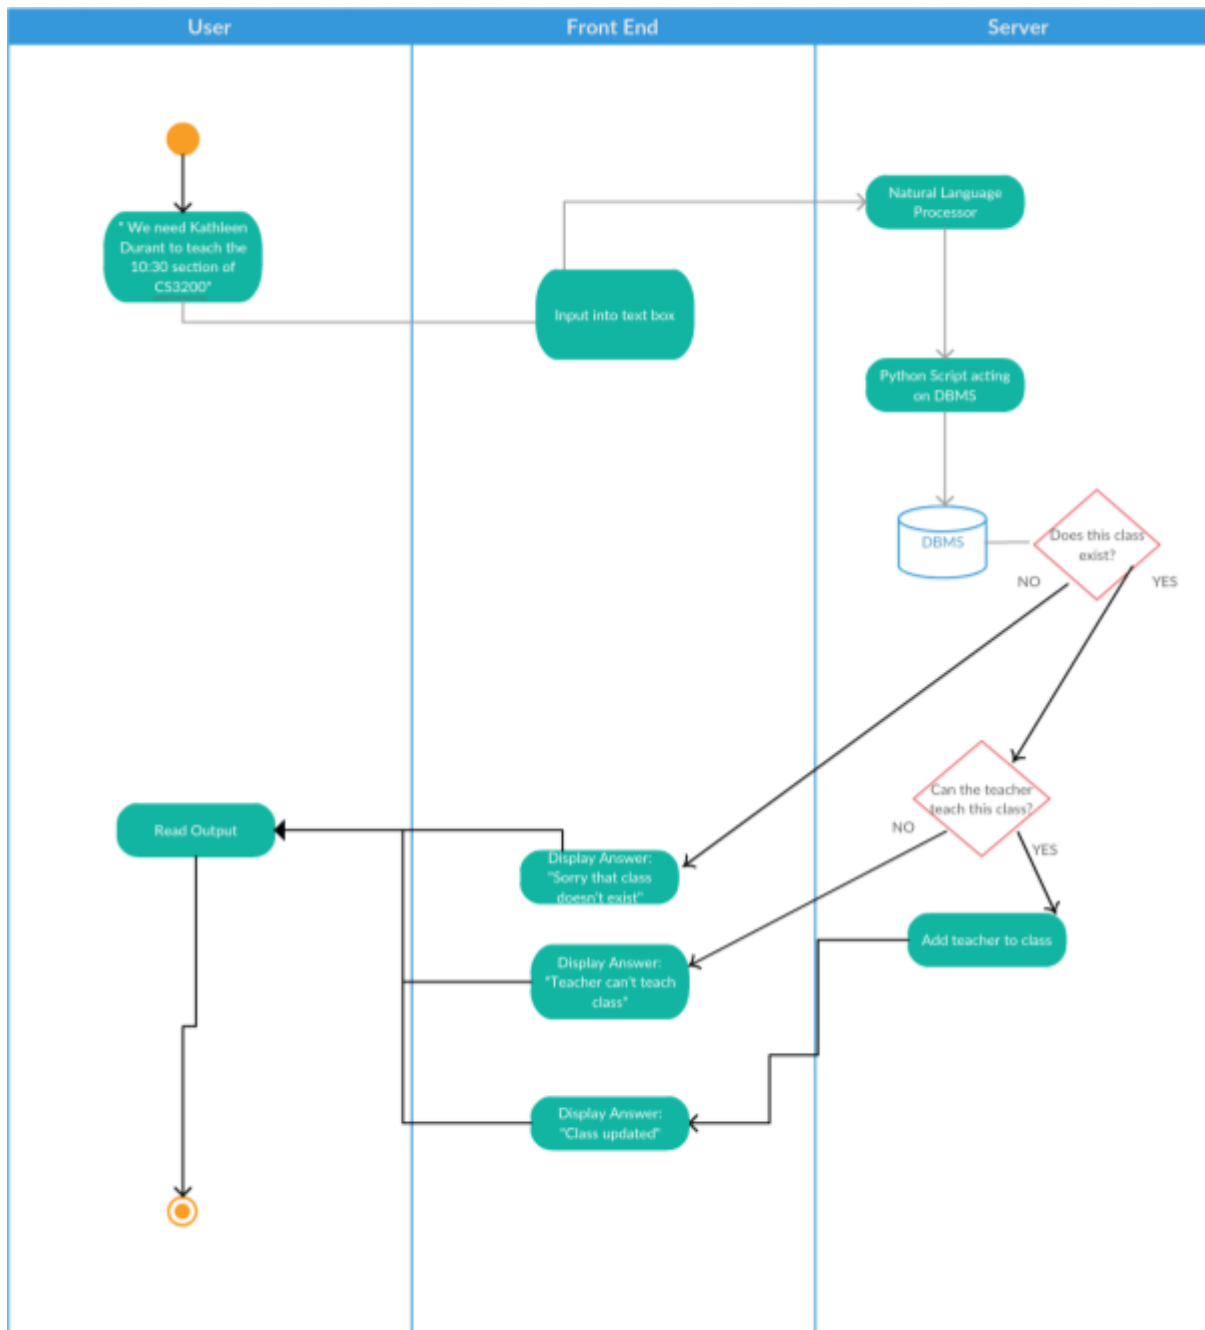 User
Front End
Server
" We need Kathleen
Durant to teach the
10:30 section of
CS3200"
Input into text box
Natural Language
Processor
Python Script acting
on DBMS
DBMS
Does this class
exist?
NO
YES
Can the teacher
teach this class?
NO
YES
Read Output
Display Answer:
"Sorry that class
doesn't exist"
Add teacher to class
Display Answer:
"Teacher can't teach
class"
Display Answer:
"Class updated"